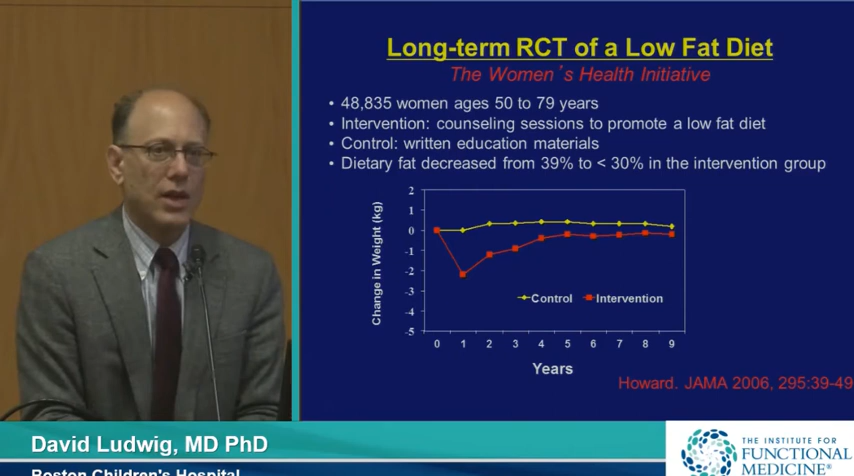 Long-term RCT of a Low Fat Diet
The Women's Health Initiative
• 48,835 women ages 50 to 79 years
• Intervention: counseling sessions to promote a low fat diet
• Control: written education materials
• Dietary fat decreased from 39% to < 30% in the intervention group
Change in Weight (kg)
2
1
0
-1
-2
-3
-4
-5
Control
Intervention
0 1 2 3 4 5 6 7 8 9
Years
Howard. JAMA 2006, 295:39-49
David Ludwig, MD PhD
Boston Children's Hospital
THE INSTITUTE FOR
FUNCTIONAL
MEDICINE®